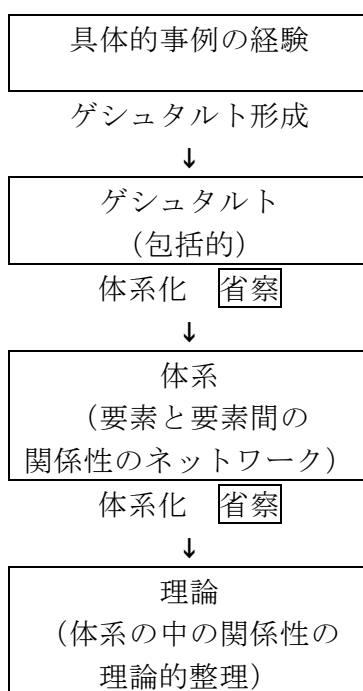 具体的事例の経験
ゲシュタルト形成
↓
ゲシュタルト
（包括的）
体系化　省察
↓
体系
（要素と要素間の
関係性のネットワーク）
体系化　省察
↓
理論
（体系の中の関係性の
理論的整理）